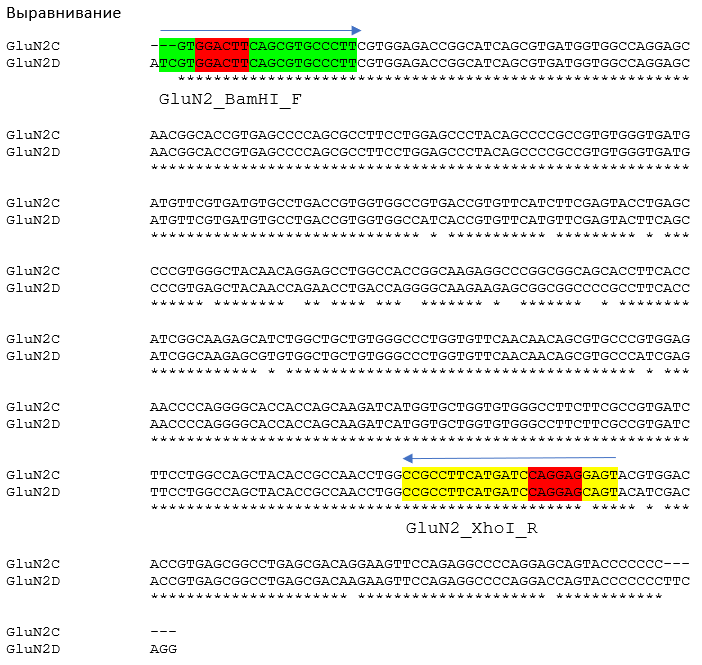 Выравнивание
GluN2C ---GTGGACTTCAGCGTGCCCTTCGTGGAGACCGGCATCAGCGTGATGGTGGCCAGGAGC
GluN2D ATCGTGGACTTCAGCGTGCCCTTCGTGGAGACCGGCATCAGCGTGATGGTGGCCAGGAGC
*********************************************************
GluN2_BamHI_F
GluN2C AACGGCACCGTGAGCCCCAGCGCCTTCCTGGAGCCCTACAGCCCCGCCGTGTGGGTGATG
GluN2D AACGGCACCGTGAGCCCCAGCGCCTTCCTGGAGCCCTACAGCCCCGCCGTGTGGGTGATG
************************************************************
GluN2C ATGTTCGTGATGTGCCTGACCGTGGTGGCCGTGACCGTGTTCATCTTCGAGTACCTGAGC
GluN2D ATGTTCGTGATGTGCCTGACCGTGGTGGCCATCACCGTGTTCATGTTCGAGTACTTCAGC
****************************** * *********** ********* * ***
GluN2C CCCGTGGGCTACAACAGGAGCCTGGCCACCGGCAAGAGGCCCGGCGGCAGCACCTTCACC
GluN2D CCCGTGAGCTACAACCAGAACCTGACCAGGGGCAAGAAGAGCGGCGGCCCCGCCTTCACC
****** ********  ** **** ***  ******* *  *******  * ********
GluN2C ATCGGCAAGAGCATCTGGCTGCTGTGGGCCCTGGTGTTCAACAACAGCGTGCCCGTGGAG
GluN2D ATCGGCAAGAGCGTGTGGCTGCTGTGGGCCCTGGTGTTCAACAACAGCGTGCCCATCGAG
************ * *************************************** * ***
GluN2C AACCCCAGGGGCACCACCAGCAAGATCATGGTGCTGGTGTGGGCCTTCTTCGCCGTGATC
GluN2D AACCCCAGGGGCACCACCAGCAAGATCATGGTGCTGGTGTGGGCCTTCTTCGCCGTGATC
************************************************************
GluN2C TTCCTGGCCAGCTACACCGCCAACCTGGCCGCCTTCATGATCCAGGAGGAGTACGTGGAC
GluN2D TTCCTGGCCAGCTACACCGCCAACCTGGCCGCCTTCATGATCCAGGAGCAGTACATCGAC
************************************************ ***** * ***
GluN2_XhoI_R
GluN2C ACCGTGAGCGGCCTGAGCGACAGGAAGTTCCAGAGGCCCCAGGAGCAGTACCCCCCC---
GluN2D ACCGTGAGCGGCCTGAGCGACAAGAAGTTCCAGAGGCCCCAGGACCAGTACCCCCCCTTC
********************** ********************* ************
GluN2C ---
GluN2D AGG